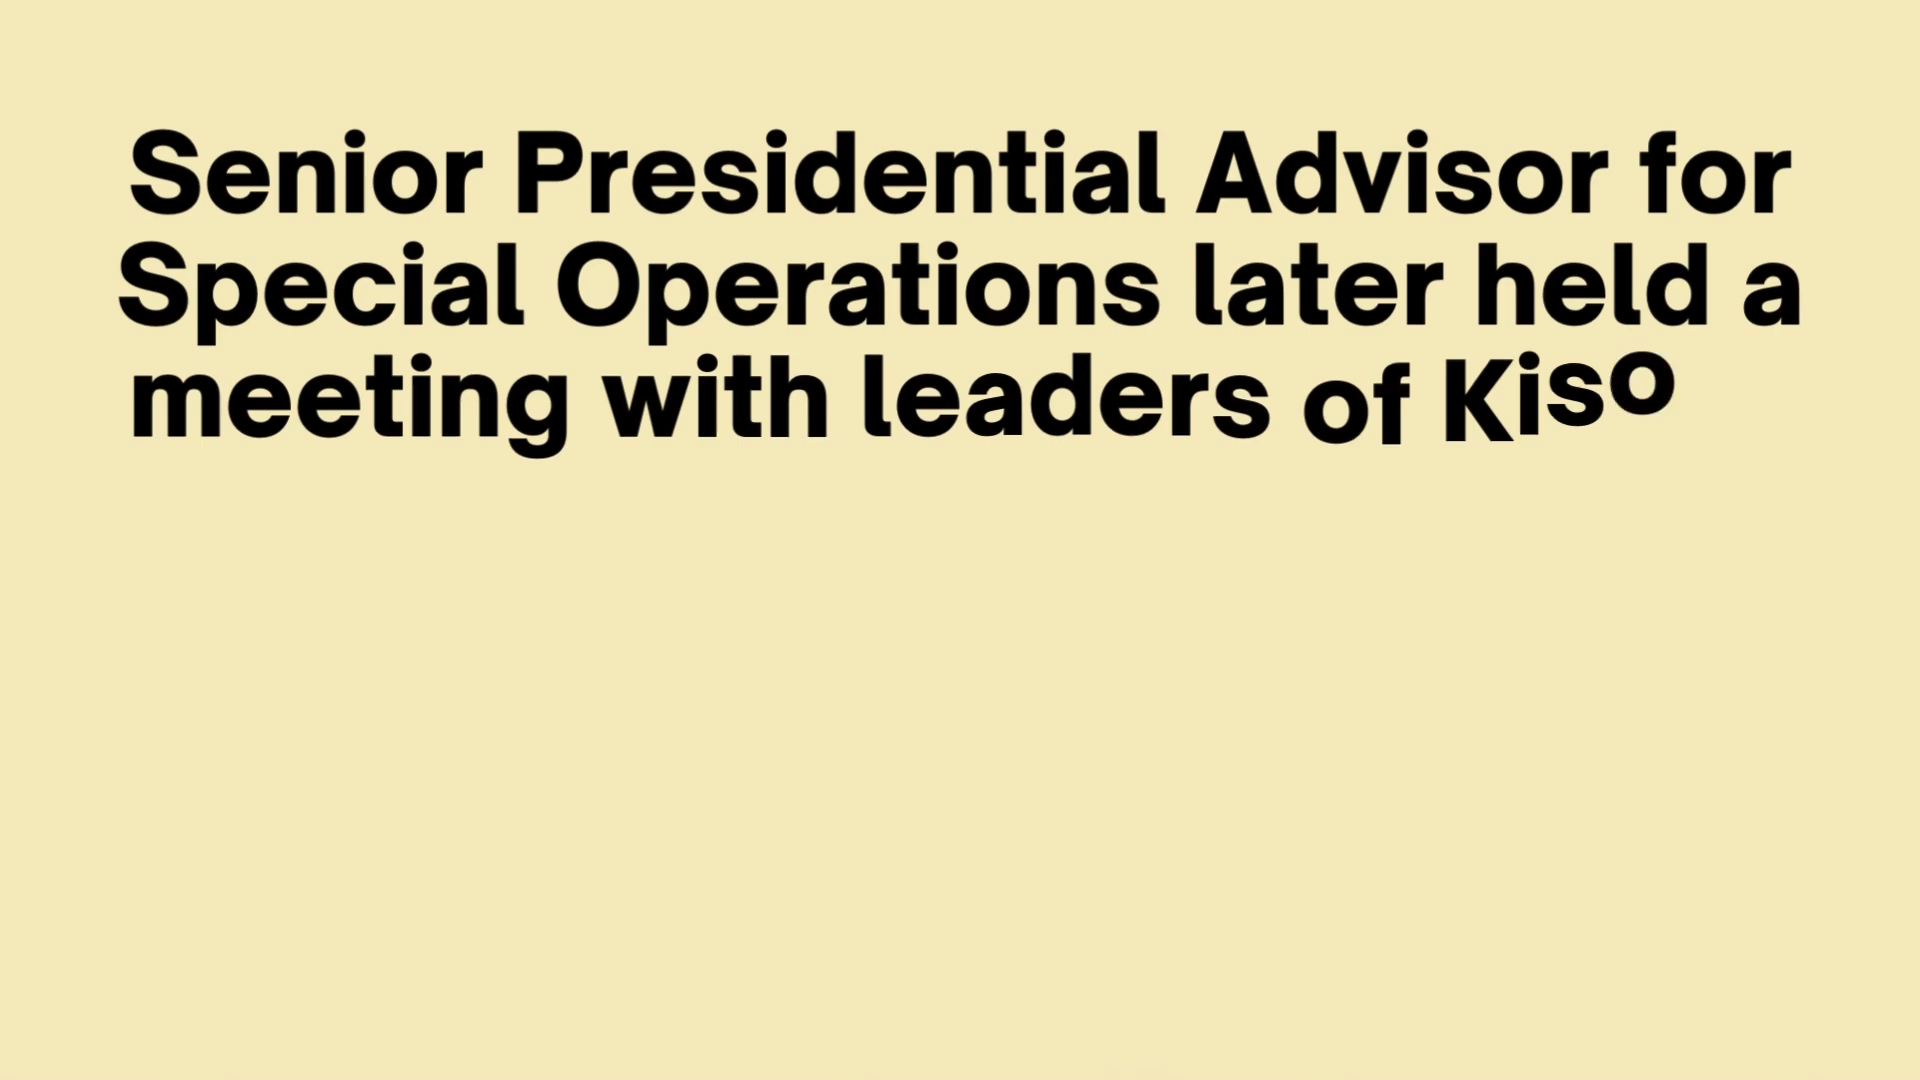 Senior Presidential Advisor for
Special Operations later held a
meeting with leaders of Kiso